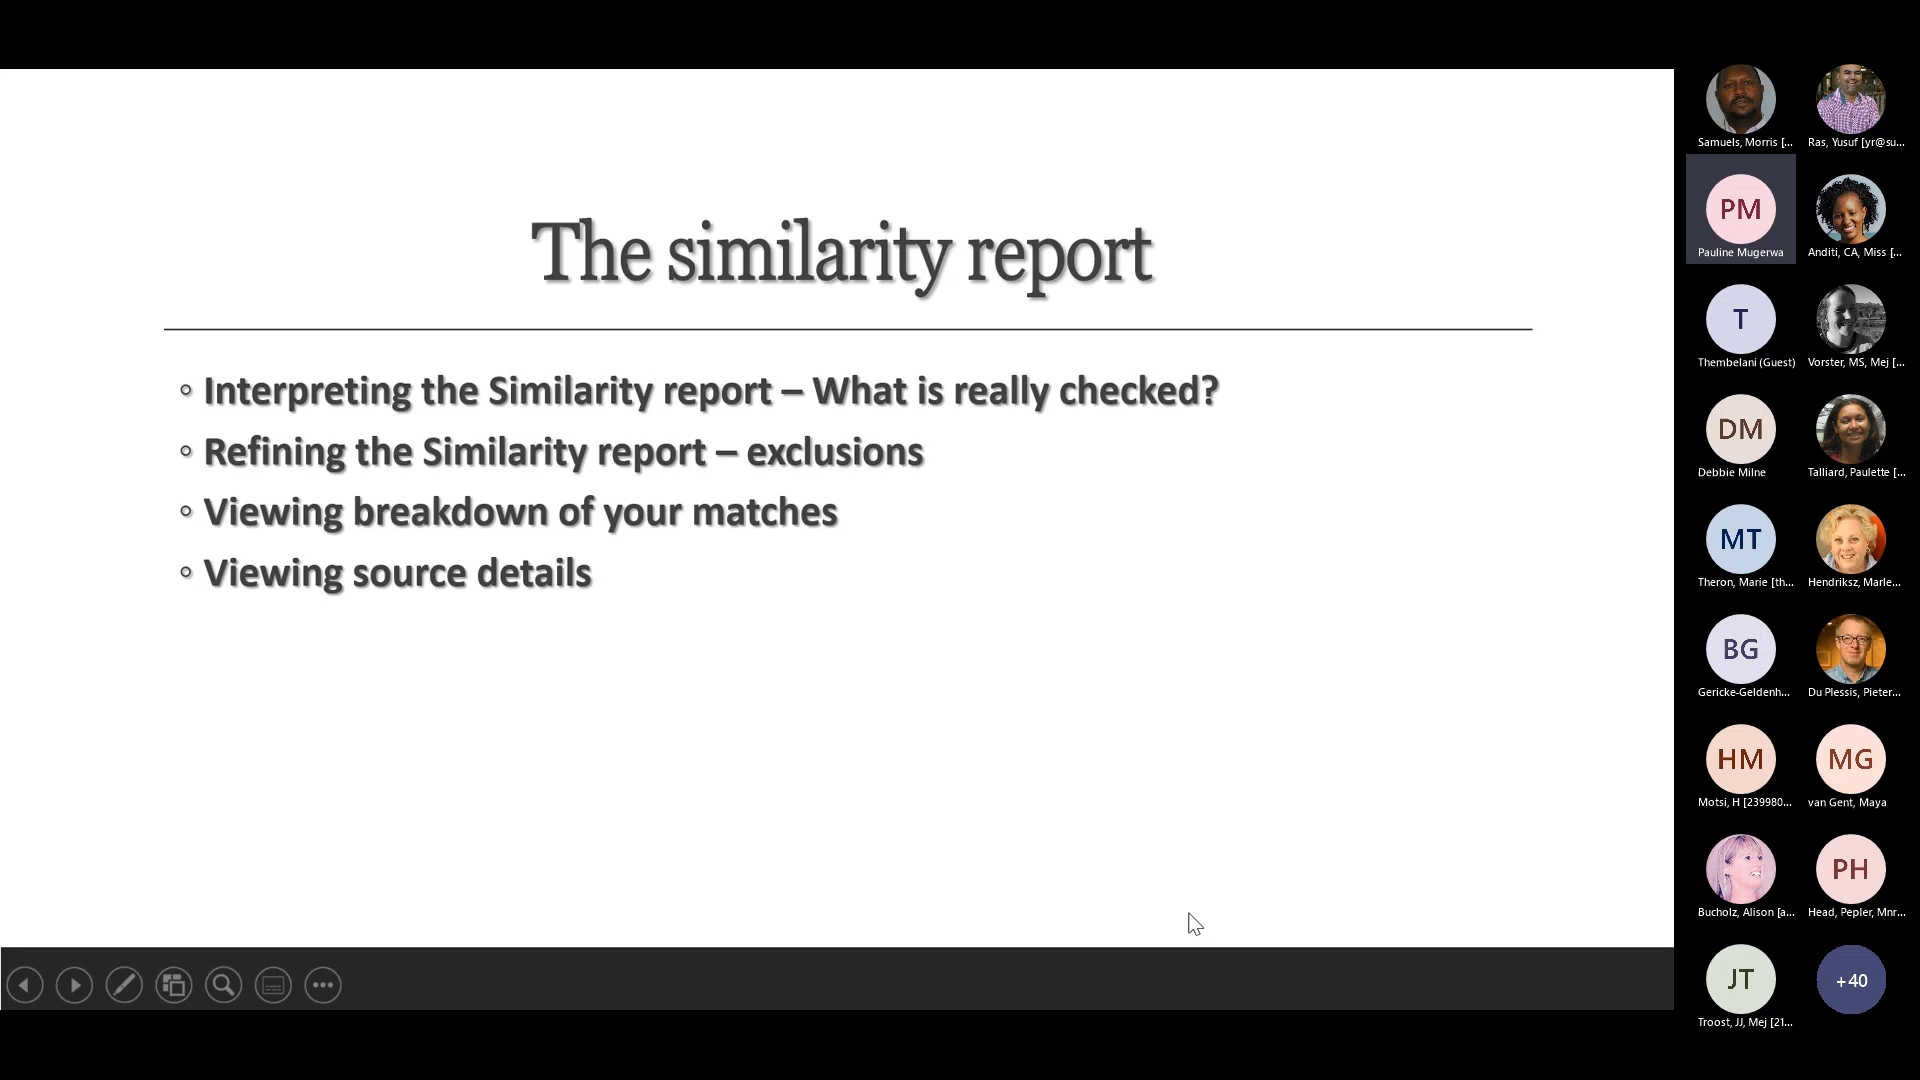 The similarity report
◦ Interpreting the Similarity report – What is really checked?
◦ Refining the Similarity report – exclusions
◦ Viewing breakdown of your matches
◦ Viewing source details
Samuels, Morris [...
Ras, Yusuf [yr@su...
PM
Pauline Mugerwa
Anditi, CA, Miss [...
T
Thembelani (Guest)
Vorster, MS, Mej [...
DM
Debbie Milne
Talliard, Paulette [...
MT
Theron, Marie [th...
Hendriksz, Marle...
BG
Gericke-Geldenh...
Du Plessis, Pieter...
HM
Motsi, H [239980...
MG
van Gent, Maya
Bucholz, Alison [a...
PH
Head, Pepler, Mnr...
JT
Troost, JJ, Mej [21...
+40